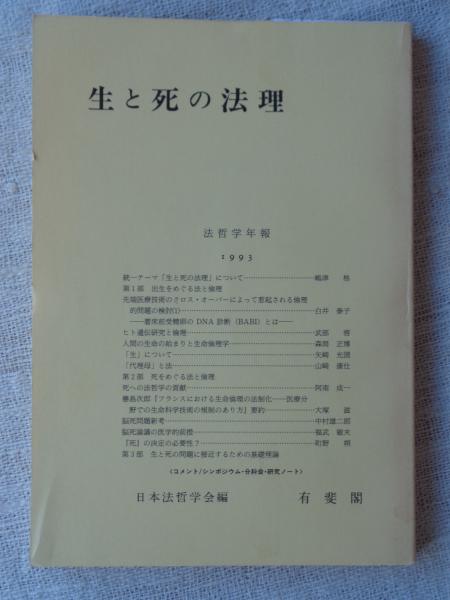 生と死の法理
法哲学年報
1993
統一テーマ「生と死の法理」について……嶋津 格
第1部 出生をめぐる法と倫理
先端医療技術のクロス・オーバーによって惹起される倫理
的問題の検討(1)……白井 泰子
——着床前受精卵の DNA 診断 (BABI) とは——
ヒト遺伝研究と倫理……武部 啓
人間の生命の始まりと生命倫理学……森岡 正博
「生」について……矢崎 光圀
「代理母」と法……山崎 康仕
第2部 死をめぐる法と倫理
死への法哲学の貢献……阿南 成一
勝島次郎『フランスにおける生命倫理の法制化——医療分
野での生命科学技術の規制のあり方』要約……大塚 滋
脳死問題新考……中村雄二郎
脳死論議の医学的前提……福武 敏夫
『死』の決定の必要性?……町野 朔
第3部 生と死の問題に接近するための基礎理論
〈コメント/シンポジウム・分科会・研究ノート〉
日本法哲学会編 有斐閣